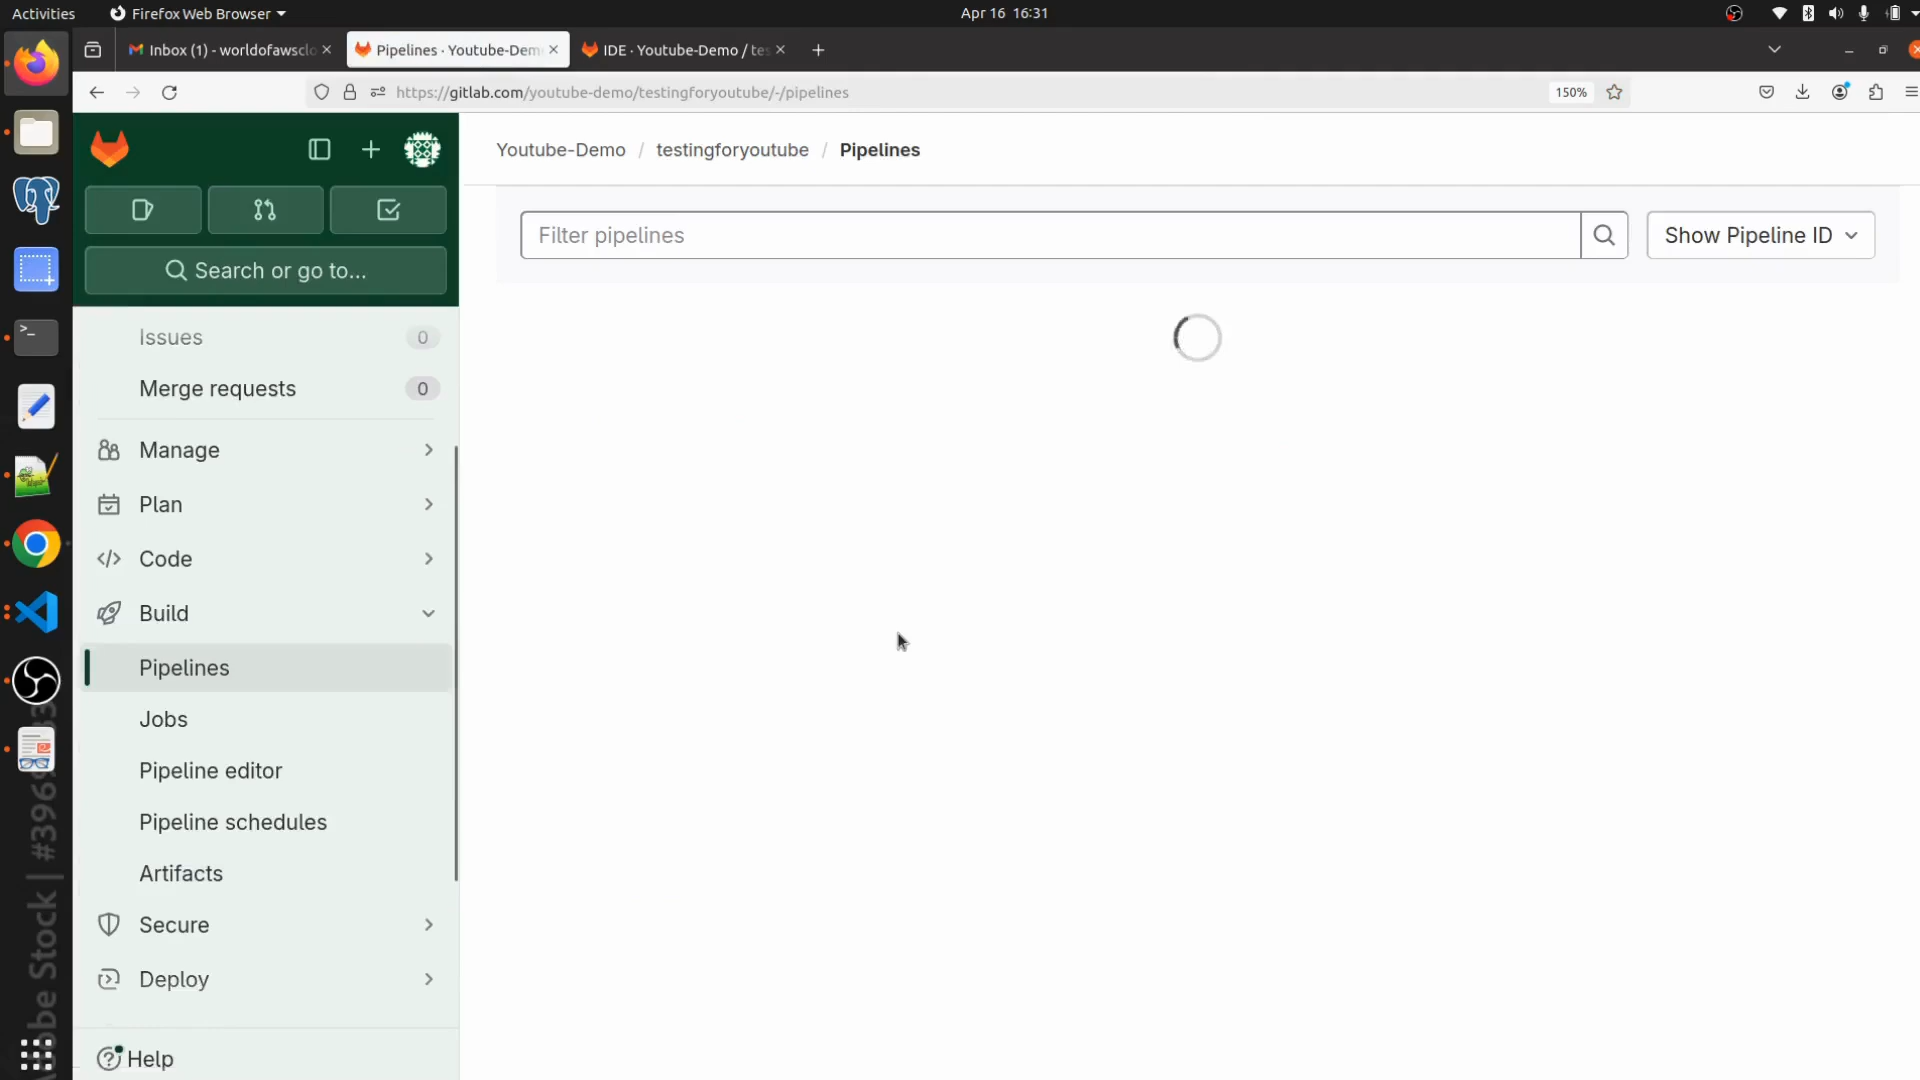 Activities
Firefox Web Browser
Apr 16 16:31
Inbox (1) - worldofawsclo
Pipelines · Youtube-Dem
IDE · Youtube-Demo / tes
https://gitlab.com/youtube-demo/testingforyoutube/-/pipelines
150%
Youtube-Demo / testingforyoutube / Pipelines
Filter pipelines
Show Pipeline ID
Search or go to...
Issues 0
Merge requests 0
Manage
Plan
Code
Build
Pipelines
Jobs
Pipeline editor
Pipeline schedules
Artifacts
Secure
Deploy
Help